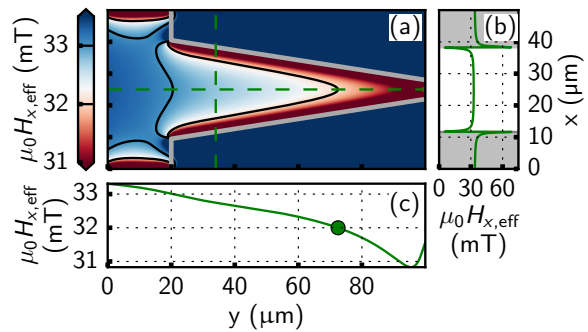 (a)
(b)
33
32
31
μ₀Hₓ,eff (mT)
40
30
20
10
0
x (μm)
0 30 60
μ₀Hₓ,eff
(mT)
(c)
33
32
31
μ₀Hₓ,eff
(mT)
0 20 40 60 80
y (μm)